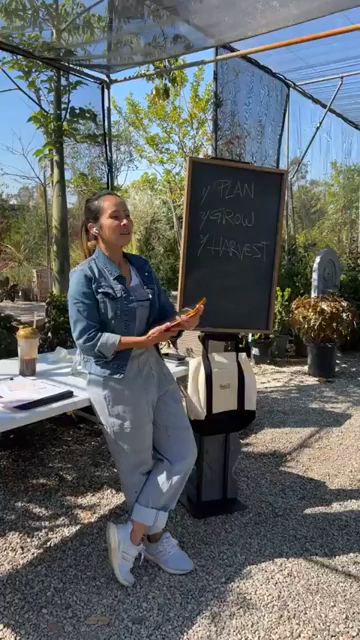 √ PLAN
√ GROW
√ HARVEST